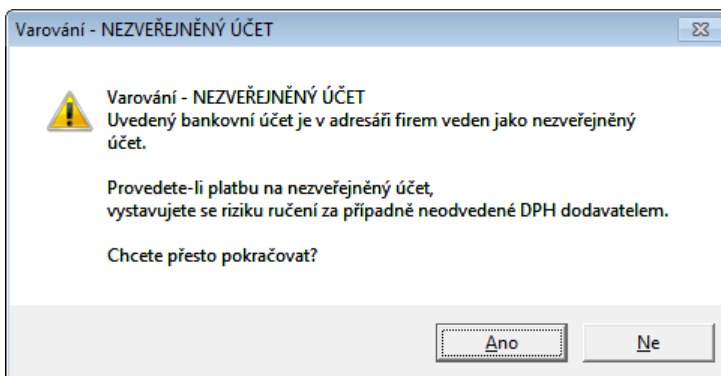 Varování - NEZVEŘEJNĚNÝ ÚČET
Varování - NEZVEŘEJNĚNÝ ÚČET
Uvedený bankovní účet je v adresáři firem veden jako nezveřejněný
účet.
Provedete-li platbu na nezveřejněný účet,
vystavujete se riziku ručení za případně neodvedené DPH dodavatelem.
Chcete přesto pokračovat?
Ano
Ne